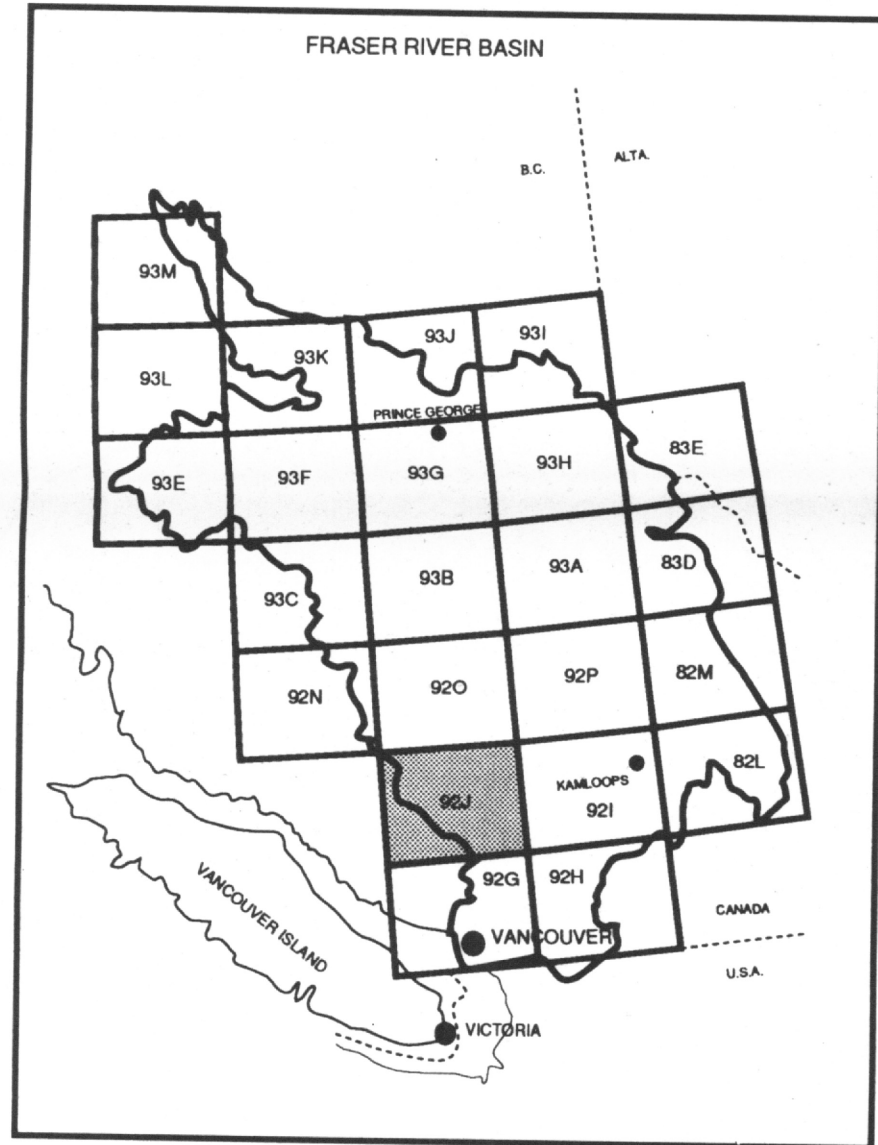 FRASER RIVER BASIN
B.C.
ALTA.
93M
93L
93K
93J
93I
PRINCE GEORGE
93E
93F
93G
93H
83E
93C
93B
93A
83D
92N
92O
92P
82M
92J
KAMLOOPS
92I
82L
92G
92H
VANCOUVER ISLAND
VANCOUVER
CANADA
U.S.A.
VICTORIA